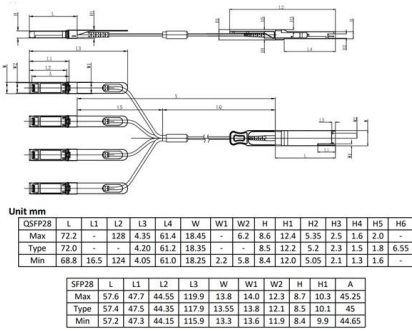 Unit mm
QSFP28 L L1 L2 L3 L4 W W1 W2 H H1 H2 H3 H4 H5 H6
Max 72.2 - 128 4.35 61.4 18.45 - 6.2 8.6 12.4 5.35 2.5 1.6 2.0 -
Type 72.0 - - 4.20 61.2 18.35 - - 8.5 12.2 5.2 2.3 1.5 1.8 6.55
Min 68.8 16.5 124 4.05 61.0 18.25 2.2 5.8 8.4 12.0 5.05 2.1 1.3 1.6 -
SFP28 L L1 L2 L3 W W1 W2 H H1 A
Max 57.6 47.7 44.55 119.9 13.8 14.0 12.3 8.7 10.3 45.25
Type 57.4 47.5 44.35 117.9 13.55 13.8 12.1 8.5 10.1 45
Min 57.2 47.3 44.15 115.9 13.3 13.6 11.9 8.4 9.9 44.65